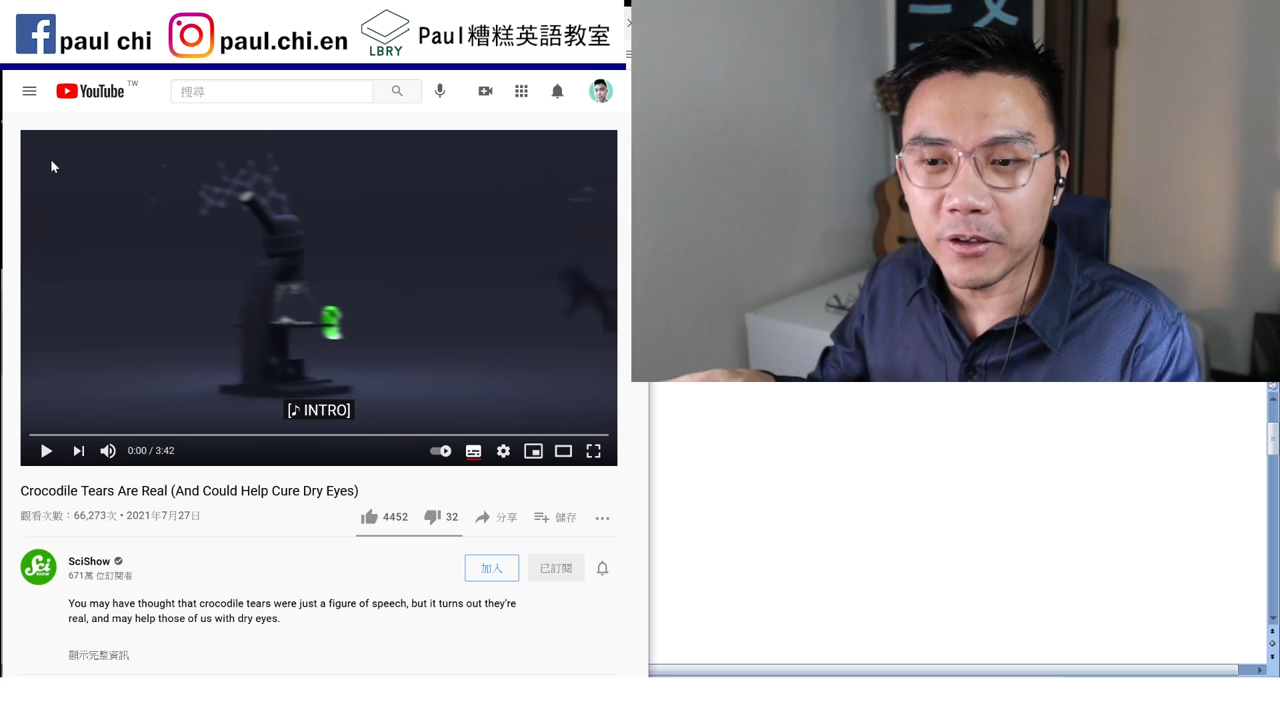 paul chi
paul.chi.en
LBRY
Paul糟糕英語教室
YouTube TW
搜尋
[♪ INTRO]
0:00 / 3:42
Crocodile Tears Are Real (And Could Help Cure Dry Eyes)
觀看次數：66,273次 • 2021年7月27日
4452
32
分享
儲存
Sci SHOW
SciShow
671萬 位訂閱者
加入
已訂閱
You may have thought that crocodile tears were just a figure of speech, but it turns out they're
real, and may help those of us with dry eyes.
顯示完整資訊